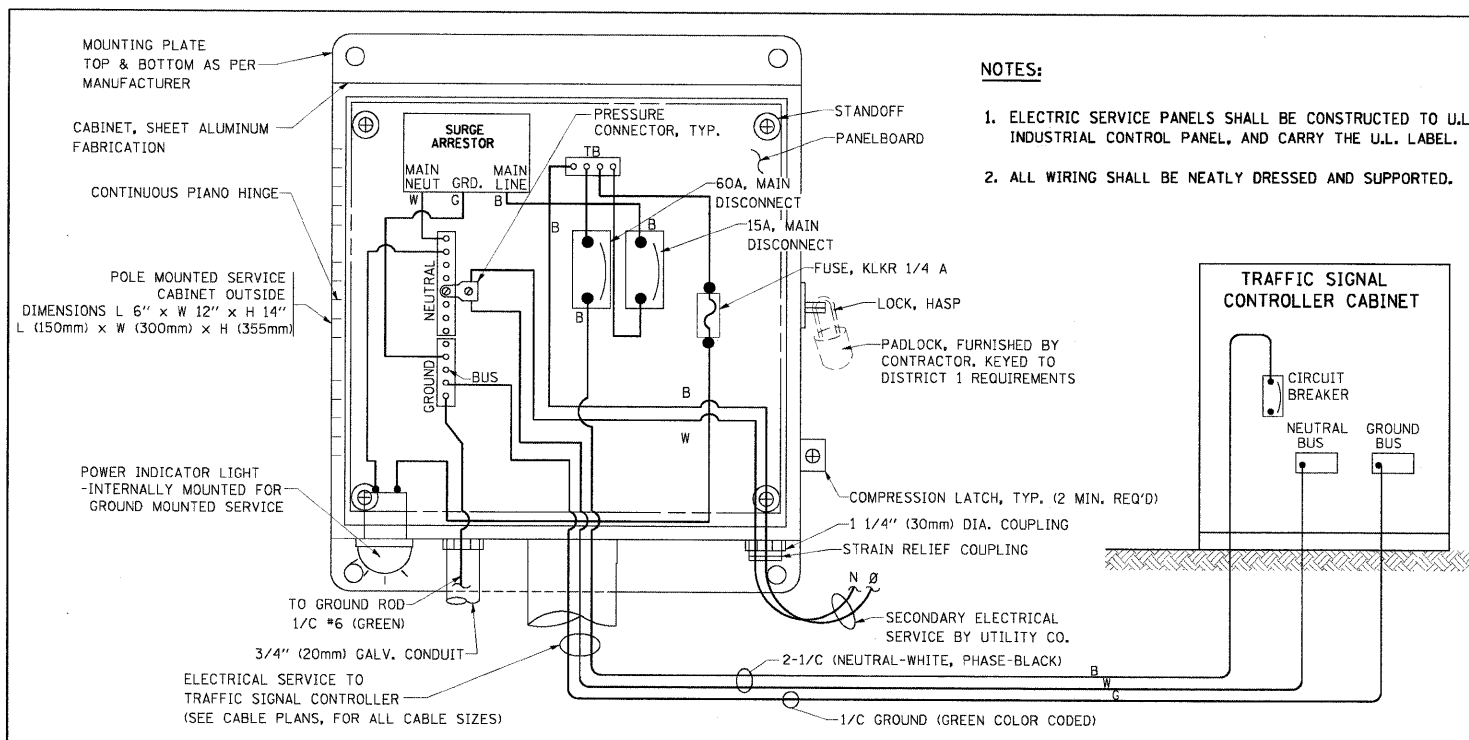 MOUNTING PLATE
TOP & BOTTOM AS PER
MANUFACTURER
CABINET, SHEET ALUMINUM
FABRICATION
CONTINUOUS PIANO HINGE
POLE MOUNTED SERVICE
CABINET OUTSIDE
DIMENSIONS L 6" x W 12" x H 14"
L (150mm) x W (300mm) x H (355mm)
POWER INDICATOR LIGHT
-INTERNALLY MOUNTED FOR
GROUND MOUNTED SERVICE
SURGE
ARRESTOR
MAIN
NEUT
GRD.
MAIN
LINE
W
G
B
PRESSURE
CONNECTOR, TYP.
TB
STANDOFF
PANELBOARD
60A, MAIN
DISCONNECT
15A, MAIN
DISCONNECT
B
B
B
FUSE, KLKR 1/4 A
LOCK, HASP
PADLOCK, FURNISHED BY
CONTRACTOR, KEYED TO
DISTRICT 1 REQUIREMENTS
NEUTRAL
GROUND
BUS
B
W
COMPRESSION LATCH, TYP. (2 MIN. REQ'D)
1 1/4" (30mm) DIA. COUPLING
STRAIN RELIEF COUPLING
N Ø
SECONDARY ELECTRICAL
SERVICE BY UTILITY CO.
TO GROUND ROD
1/C #6 (GREEN)
3/4" (20mm) GALV. CONDUIT
ELECTRICAL SERVICE TO
TRAFFIC SIGNAL CONTROLLER
(SEE CABLE PLANS, FOR ALL CABLE SIZES)
2-1/C (NEUTRAL-WHITE, PHASE-BLACK)
1/C GROUND (GREEN COLOR CODED)
B
W
G
NOTES:
1. ELECTRIC SERVICE PANELS SHALL BE CONSTRUCTED TO U.L
INDUSTRIAL CONTROL PANEL, AND CARRY THE U.L. LABEL.
2. ALL WIRING SHALL BE NEATLY DRESSED AND SUPPORTED.
TRAFFIC SIGNAL
CONTROLLER CABINET
CIRCUIT
BREAKER
NEUTRAL
BUS
GROUND
BUS